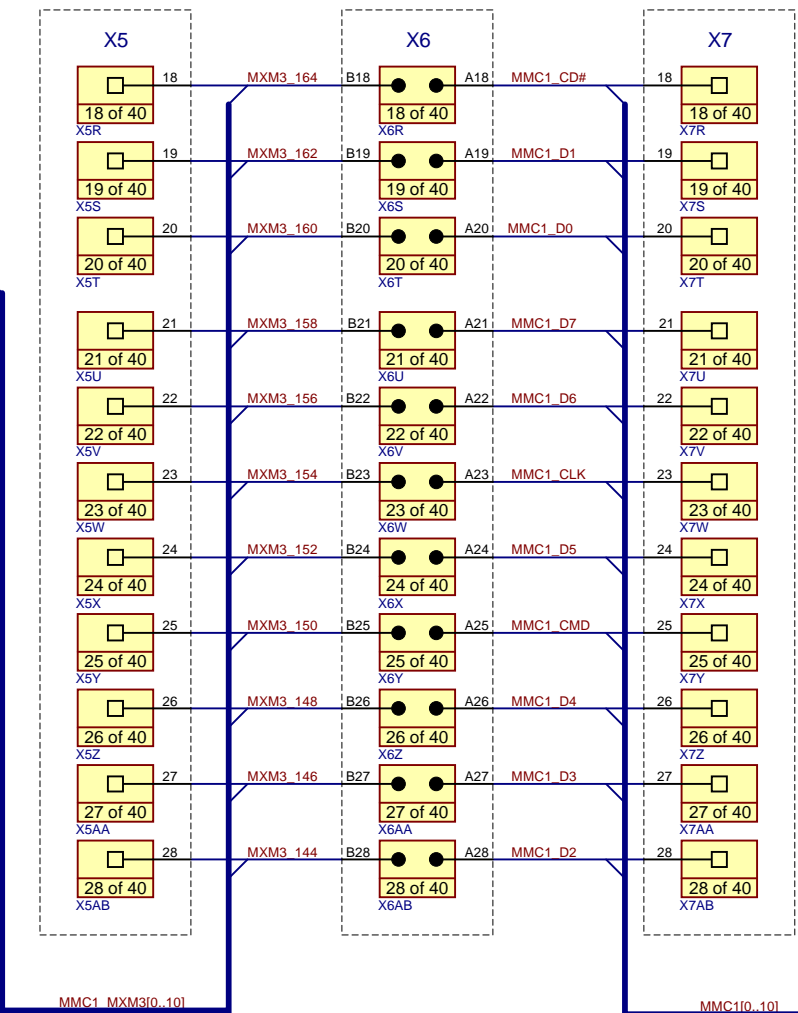 X5 X6 X7
18 MXM3_164 B18 A18 MMC1_CD# 18
18 of 40 18 of 40 18 of 40
X5R X6R X7R
19 MXM3_162 B19 A19 MMC1_D1 19
19 of 40 19 of 40 19 of 40
X5S X6S X7S
20 MXM3_160 B20 A20 MMC1_D0 20
20 of 40 20 of 40 20 of 40
X5T X6T X7T
21 MXM3_158 B21 A21 MMC1_D7 21
21 of 40 21 of 40 21 of 40
X5U X6U X7U
22 MXM3_156 B22 A22 MMC1_D6 22
22 of 40 22 of 40 22 of 40
X5V X6V X7V
23 MXM3_154 B23 A23 MMC1_CLK 23
23 of 40 23 of 40 23 of 40
X5W X6W X7W
24 MXM3_152 B24 A24 MMC1_D5 24
24 of 40 24 of 40 24 of 40
X5X X6X X7X
25 MXM3_150 B25 A25 MMC1_CMD 25
25 of 40 25 of 40 25 of 40
X5Y X6Y X7Y
26 MXM3_148 B26 A26 MMC1_D4 26
26 of 40 26 of 40 26 of 40
X5Z X6Z X7Z
27 MXM3_146 B27 A27 MMC1_D3 27
27 of 40 27 of 40 27 of 40
X5AA X6AA X7AA
28 MXM3_144 B28 A28 MMC1_D2 28
28 of 40 28 of 40 28 of 40
X5AB X6AB X7AB
MMC1_MXM3[0..10] MMC1[0..10]